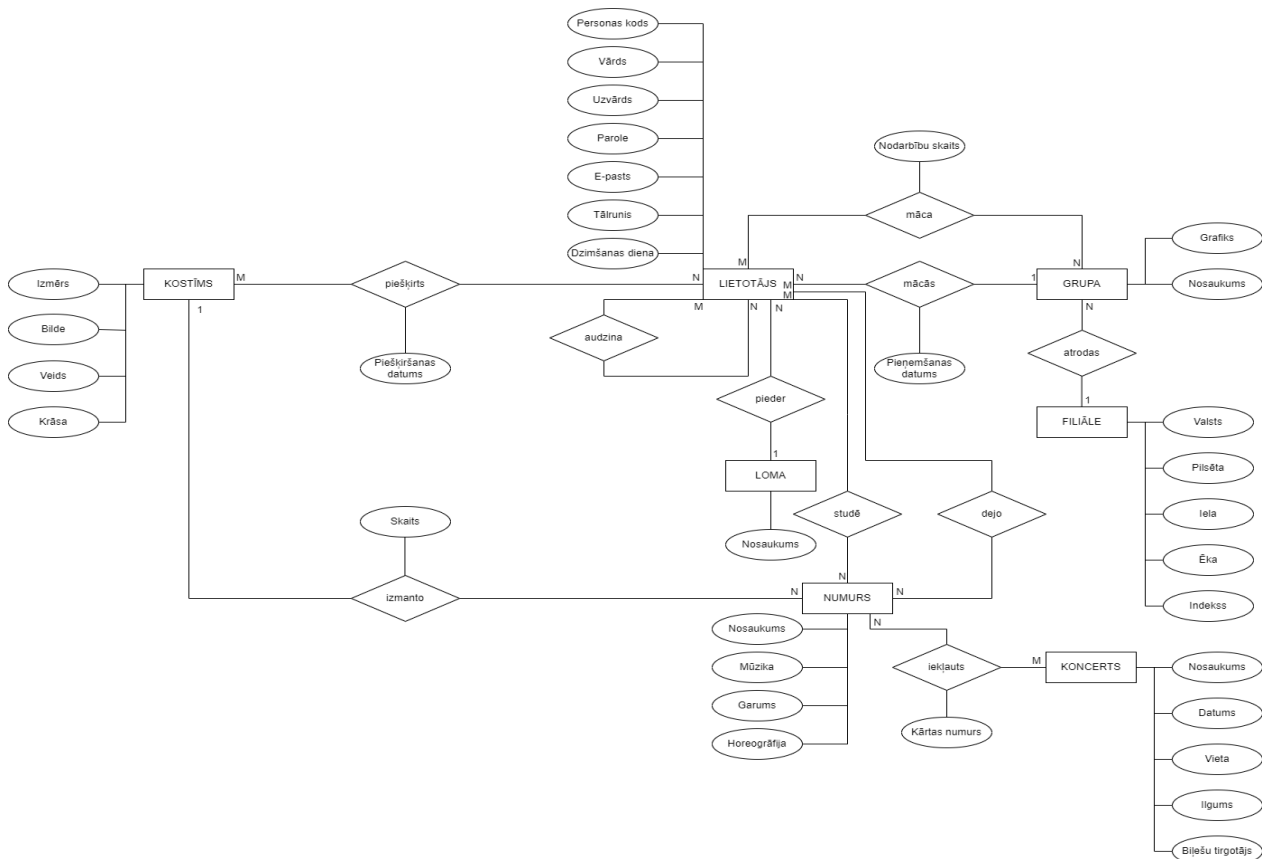 Personas kods
Vārds
Uzvārds
Parole
E-pasts
Tālrunis
Dzimšanas diena
Nodarbību skaits
māca
M
N
Grafiks
Nosaukums
Izmērs
Bilde
Veids
Krāsa
KOSTĪMS
M
1
piešķirts
Piešķiršanas
datums
N
LIETOTĀJS
N
M
M
M
N
N
audzina
mācās
Pieņemšanas
datums
1
GRUPA
N
atrodas
1
FILIĀLE
Valsts
Pilsēta
Iela
Ēka
Indekss
pieder
1
LOMA
Nosaukums
studē
dejo
Skaits
izmanto
N
N
NUMURS
N
N
Nosaukums
Mūzika
Garums
Horeogrāfija
iekļauts
Kārtas numurs
M
KONCERTS
Nosaukums
Datums
Vieta
Ilgums
Biļešu tirgotājs